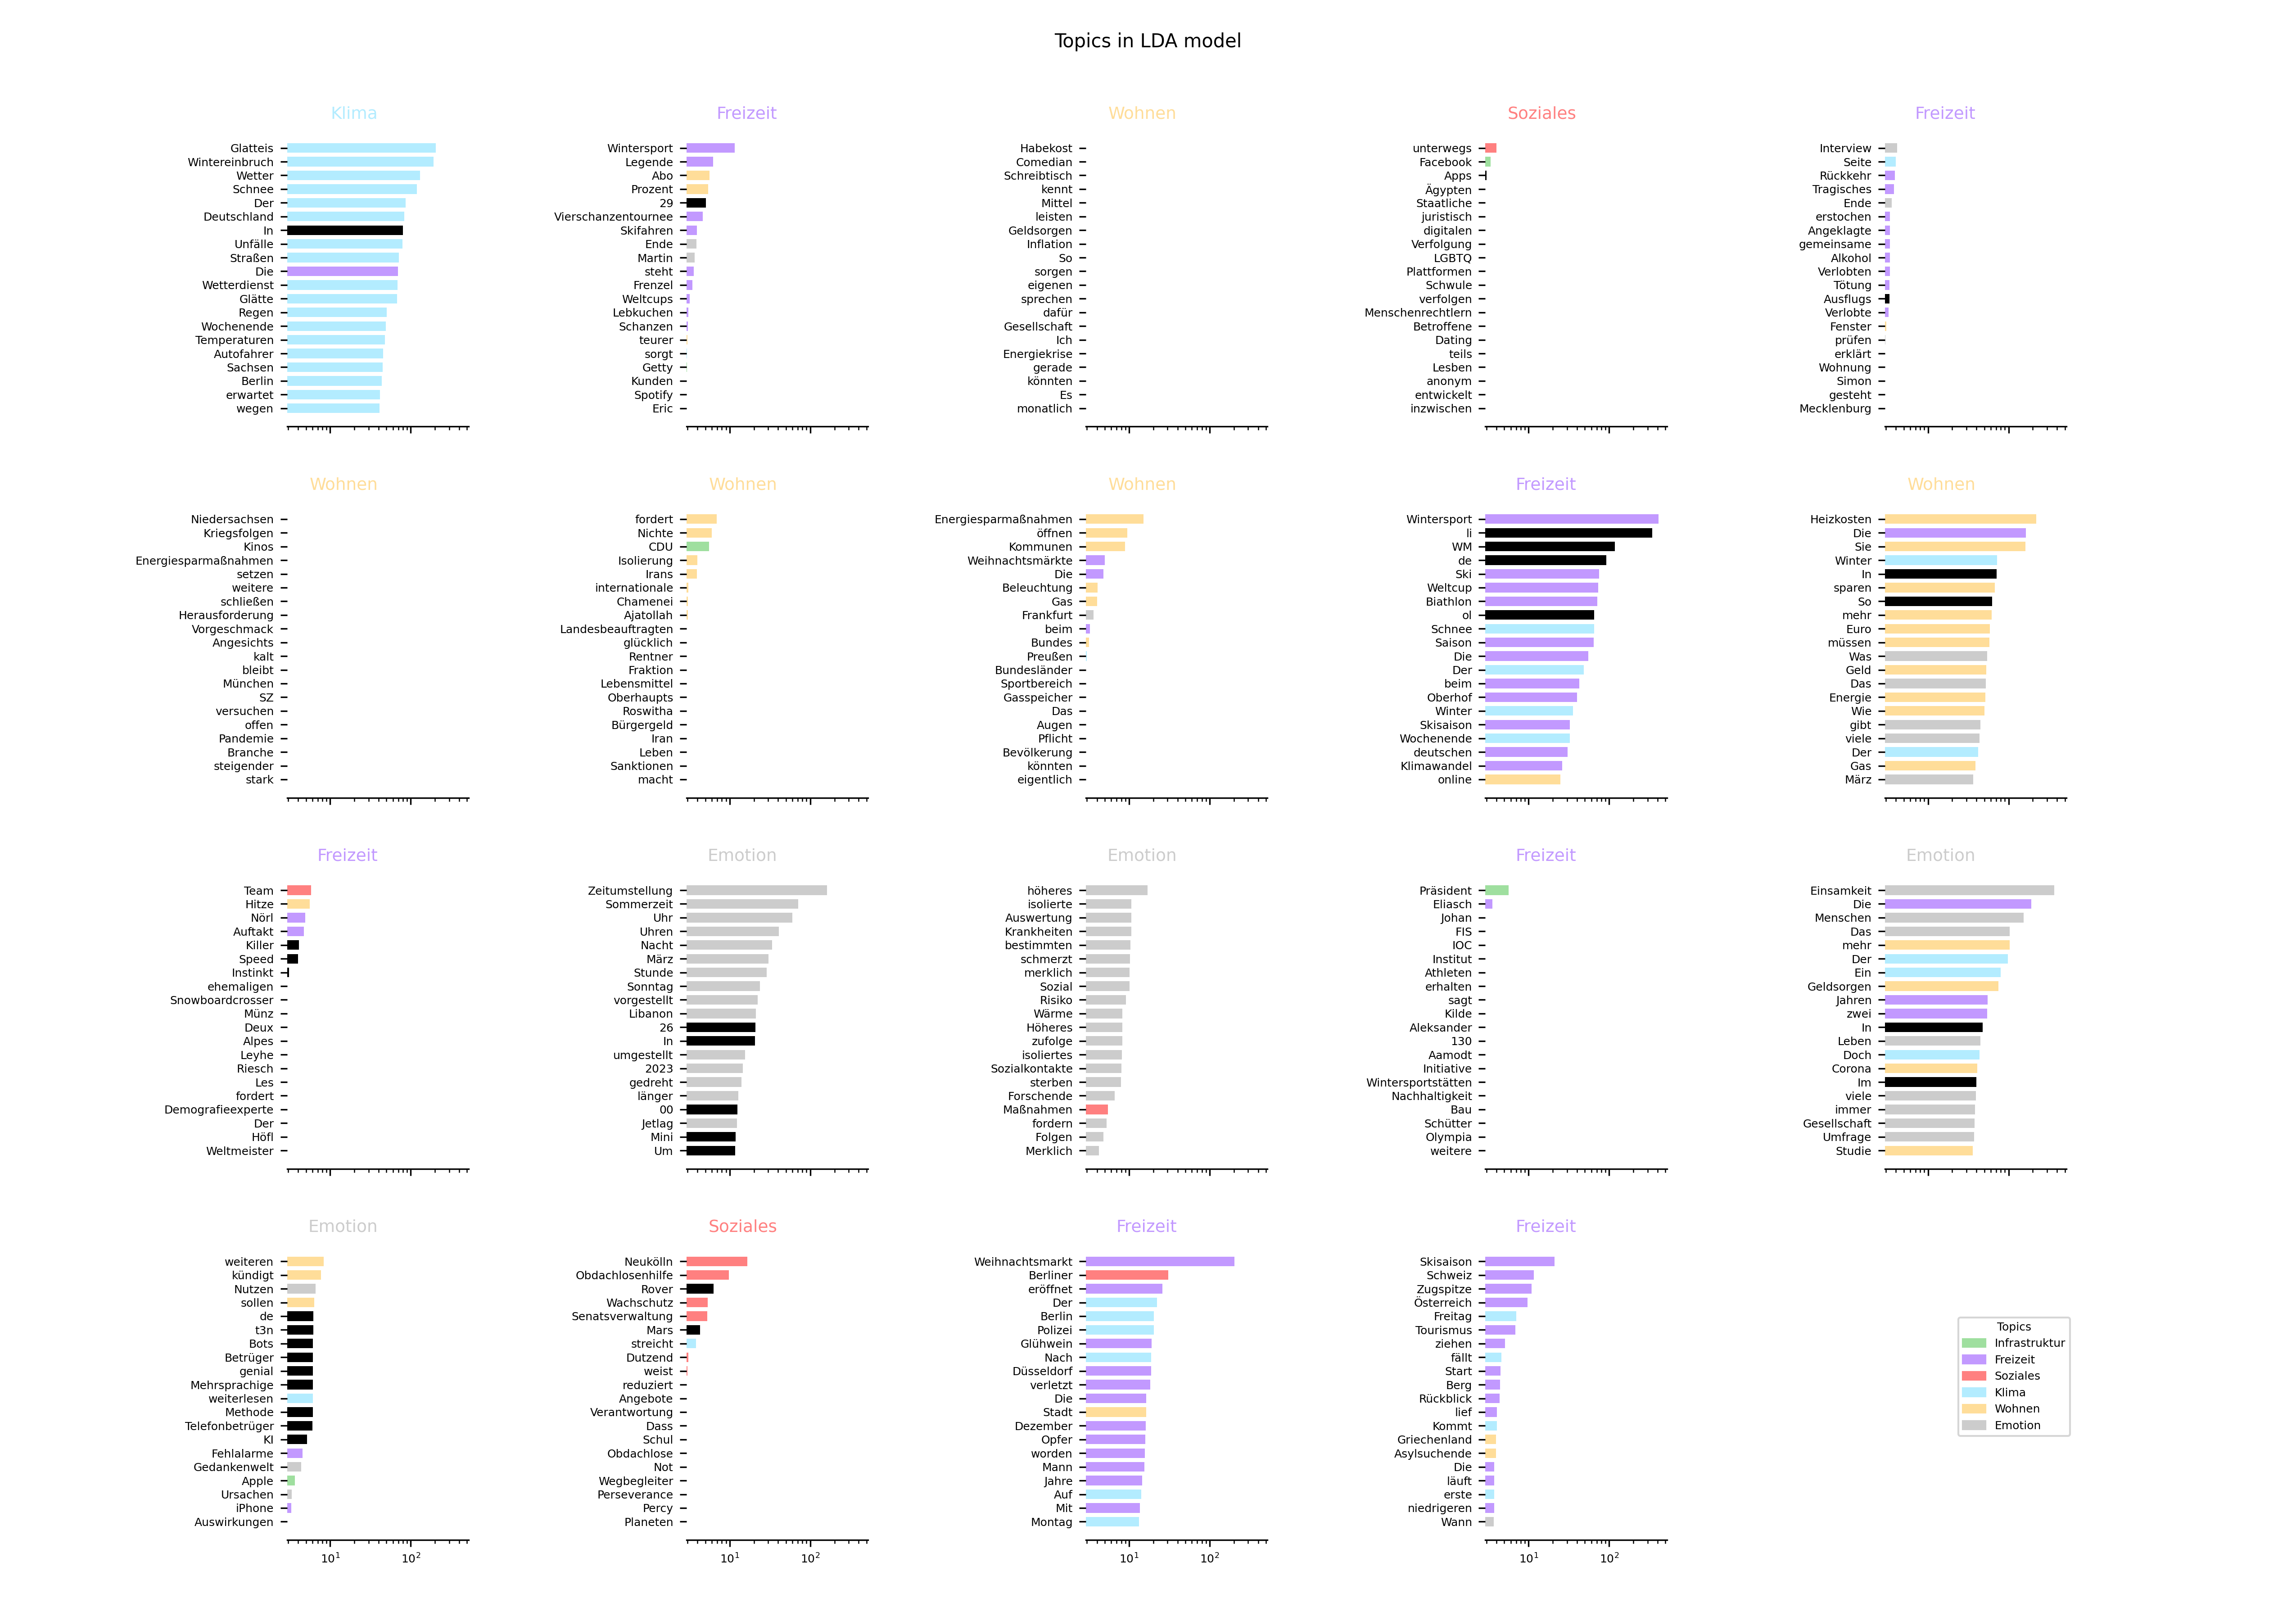 Topics in LDA model
Klima
Glatteis
Wintereinbruch
Wetter
Schnee
Der
Deutschland
In
Unfälle
Straßen
Die
Wetterdienst
Glätte
Regen
Wochenende
Temperaturen
Autofahrer
Sachsen
Berlin
erwartet
wegen
Freizeit
Wintersport
Legende
Abo
Prozent
29
Vierschanzentournee
Skifahren
Ende
Martin
steht
Frenzel
Weltcups
Lebkuchen
Schanzen
teurer
sorgt
Getty
Kunden
Spotify
Eric
Wohnen
Habekost
Comedian
Schreibtisch
kennt
Mittel
leisten
Geldsorgen
Inflation
So
sorgen
eigenen
sprechen
dafür
Gesellschaft
Ich
Energiekrise
gerade
könnten
Es
monatlich
Soziales
unterwegs
Facebook
Apps
Ägypten
Staatliche
juristisch
digitalen
Verfolgung
LGBTQ
Plattformen
Schwule
verfolgen
Menschenrechtlern
Betroffene
Dating
teils
Lesben
anonym
entwickelt
inzwischen
Freizeit
Interview
Seite
Rückkehr
Tragisches
Ende
erstochen
Angeklagte
gemeinsame
Alkohol
Verlobten
Tötung
Ausflugs
Verlobte
Fenster
prüfen
erklärt
Wohnung
Simon
gesteht
Mecklenburg
Wohnen
Niedersachsen
Kriegsfolgen
Kinos
Energiesparmaßnahmen
setzen
weitere
schließen
Herausforderung
Vorgeschmack
Angesichts
kalt
bleibt
München
SZ
versuchen
offen
Pandemie
Branche
steigender
stark
Wohnen
fordert
Nichte
CDU
Isolierung
Irans
internationale
Chamenei
Ajatollah
Landesbeauftragten
glücklich
Rentner
Fraktion
Lebensmittel
Oberhaupts
Roswitha
Bürgergeld
Iran
Leben
Sanktionen
macht
Wohnen
Energiesparmaßnahmen
öffnen
Kommunen
Weihnachtsmärkte
Die
Beleuchtung
Gas
Frankfurt
beim
Bundes
Preußen
Bundesländer
Sportbereich
Gasspeicher
Das
Augen
Pflicht
Bevölkerung
könnten
eigentlich
Freizeit
Wintersport
li
WM
de
Ski
Weltcup
Biathlon
ol
Schnee
Saison
Die
Der
beim
Oberhof
Winter
Skisaison
Wochenende
deutschen
Klimawandel
online
Wohnen
Heizkosten
Die
Sie
Winter
In
sparen
So
mehr
Euro
müssen
Was
Geld
Das
Energie
Wie
gibt
viele
Der
Gas
März
Freizeit
Team
Hitze
Nörl
Auftakt
Killer
Speed
Instinkt
ehemaligen
Snowboardcrosser
Münz
Deux
Alpes
Leyhe
Riesch
Les
fordert
Demografieexperte
Der
Höfl
Weltmeister
Emotion
Zeitumstellung
Sommerzeit
Uhr
Uhren
Nacht
März
Stunde
Sonntag
vorgestellt
Libanon
26
In
umgestellt
2023
gedreht
länger
00
Jetlag
Mini
Um
Emotion
höheres
isolierte
Auswertung
Krankheiten
bestimmten
schmerzt
merklich
Sozial
Risiko
Wärme
Höheres
zufolge
isoliertes
Sozialkontakte
sterben
Forschende
Maßnahmen
fordern
Folgen
Merklich
Freizeit
Präsident
Eliasch
Johan
FIS
IOC
Institut
Athleten
erhalten
sagt
Kilde
Aleksander
130
Aamodt
Initiative
Wintersportstätten
Nachhaltigkeit
Bau
Schütter
Olympia
weitere
Emotion
Einsamkeit
Die
Menschen
Das
mehr
Der
Ein
Geldsorgen
Jahren
zwei
In
Leben
Doch
Corona
Im
viele
immer
Gesellschaft
Umfrage
Studie
Emotion
weiteren
kündigt
Nutzen
sollen
de
t3n
Bots
Betrüger
genial
Mehrsprachige
weiterlesen
Methode
Telefonbetrüger
KI
Fehlalarme
Gedankenwelt
Apple
Ursachen
iPhone
Auswirkungen
10¹ 10²
Soziales
Neukölln
Obdachlosenhilfe
Rover
Wachschutz
Senatsverwaltung
Mars
streicht
Dutzend
weist
reduziert
Angebote
Verantwortung
Dass
Schul
Obdachlose
Not
Wegbegleiter
Perseverance
Percy
Planeten
10¹ 10²
Freizeit
Weihnachtsmarkt
Berliner
eröffnet
Der
Berlin
Polizei
Glühwein
Nach
Düsseldorf
verletzt
Die
Stadt
Dezember
Opfer
worden
Mann
Jahre
Auf
Mit
Montag
10¹ 10²
Freizeit
Skisaison
Schweiz
Zugspitze
Österreich
Freitag
Tourismus
ziehen
fällt
Start
Berg
Rückblick
lief
Kommt
Griechenland
Asylsuchende
Die
läuft
erste
niedrigeren
Wann
10¹ 10²
Topics
Infrastruktur
Freizeit
Soziales
Klima
Wohnen
Emotion